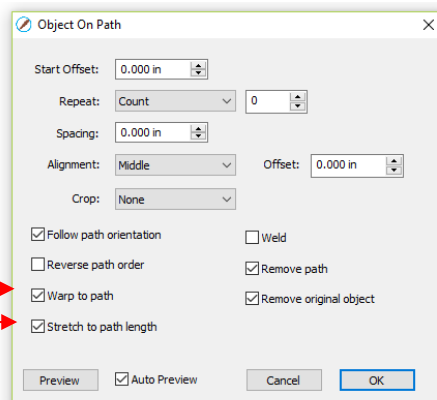 Object On Path
Start Offset: 0.000 in
Repeat: Count 0
Spacing: 0.000 in
Alignment: Middle Offset: 0.000 in
Crop: None
Follow path orientation Weld
Reverse path order Remove path
Warp to path Remove original object
Stretch to path length
Preview Auto Preview Cancel OK